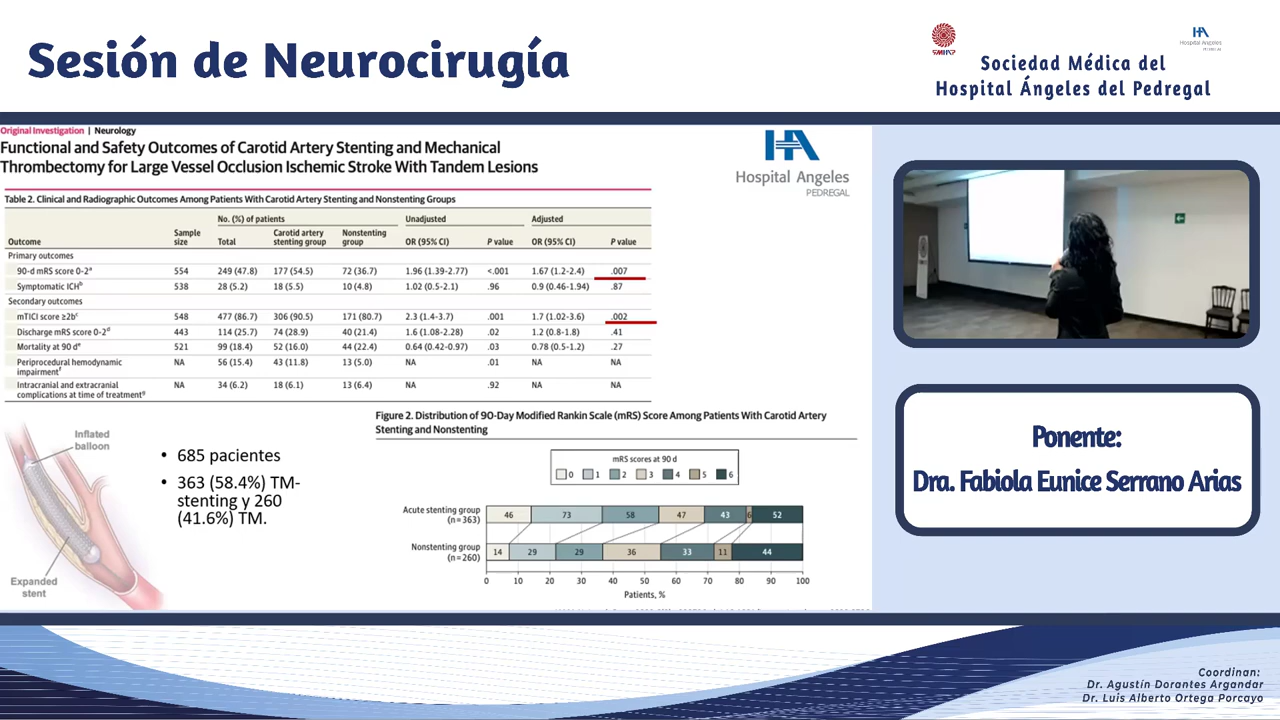 Sesión de Neurocirugía
HA
Hospital Angeles
Sociedad Médica del
Hospital Ángeles del Pedregal
Original Investigation | Neurology
Functional and Safety Outcomes of Carotid Artery Stenting and Mechanical
Thrombectomy for Large Vessel Occlusion Ischemic Stroke With Tandem Lesions
HA
Hospital Angeles
PEDREGAL
Table 2. Clinical and Radiographic Outcomes Among Patients With Carotid Artery Stenting and Nonstenting Groups
No. (%) of patients Unadjusted Adjusted
Outcome Sample size Total Carotid artery stenting group Nonstenting group OR (95% CI) P value OR (95% CI) P value
Primary outcomes
90-d mRS score 0-2a 554 249 (47.8) 177 (54.5) 72 (36.7) 1.96 (1.39-2.77) <.001 1.67 (1.2-2.4) .007
Symptomatic ICHb 538 28 (5.2) 18 (5.5) 10 (4.8) 1.02 (0.5-2.1) .96 0.9 (0.46-1.94) .87
Secondary outcomes
mTICI score ≥2bc 548 477 (86.7) 306 (90.5) 171 (80.7) 2.3 (1.4-3.7) .001 1.7 (1.02-3.6) .002
Discharge mRS score 0-2d 443 114 (25.7) 74 (28.9) 40 (21.4) 1.6 (1.08-2.28) .02 1.2 (0.8-1.8) .41
Mortality at 90 de 521 99 (18.4) 52 (16.0) 44 (22.4) 0.64 (0.42-0.97) .03 0.78 (0.5-1.2) .27
Periprocedural hemodynamic impairmentf NA 56 (15.4) 43 (11.8) 13 (5.0) NA .01 NA NA
Intracranial and extracranial complications at time of treatmentg NA 34 (6.2) 18 (6.1) 13 (6.4) NA .92 NA NA
Inflated
balloon
Expanded
stent
• 685 pacientes
• 363 (58.4%) TM-
stenting y 260
(41.6%) TM.
Figure 2. Distribution of 90-Day Modified Rankin Scale (mRS) Score Among Patients With Carotid Artery
Stenting and Nonstenting
mRS scores at 90 d
0 1 2 3 4 5 6
Acute stenting group
(n=363)
46 73 58 47 43 6 52
Nonstenting group
(n=260)
14 29 29 36 33 11 44
0 10 20 30 40 50 60 70 80 90 100
Patients, %
Ponente:
Dra. Fabiola Eunice Serrano Arias
Coordinan:
Dr. Agustín Dorantes Argandar
Dr. Luis Alberto Ortega Porcayo